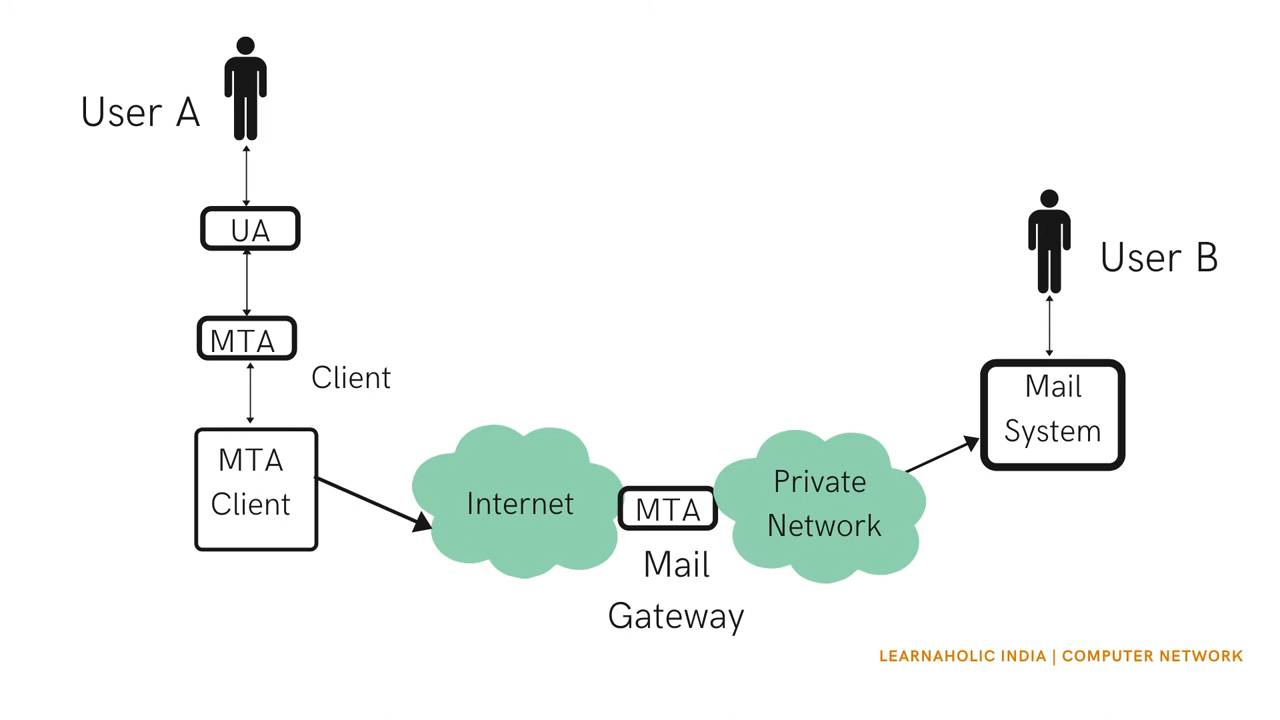 User A
UA
MTA
Client
MTA
Client
Internet
MTA
Mail
Gateway
Private
Network
User B
Mail
System
LEARNAHOLIC INDIA | COMPUTER NETWORK